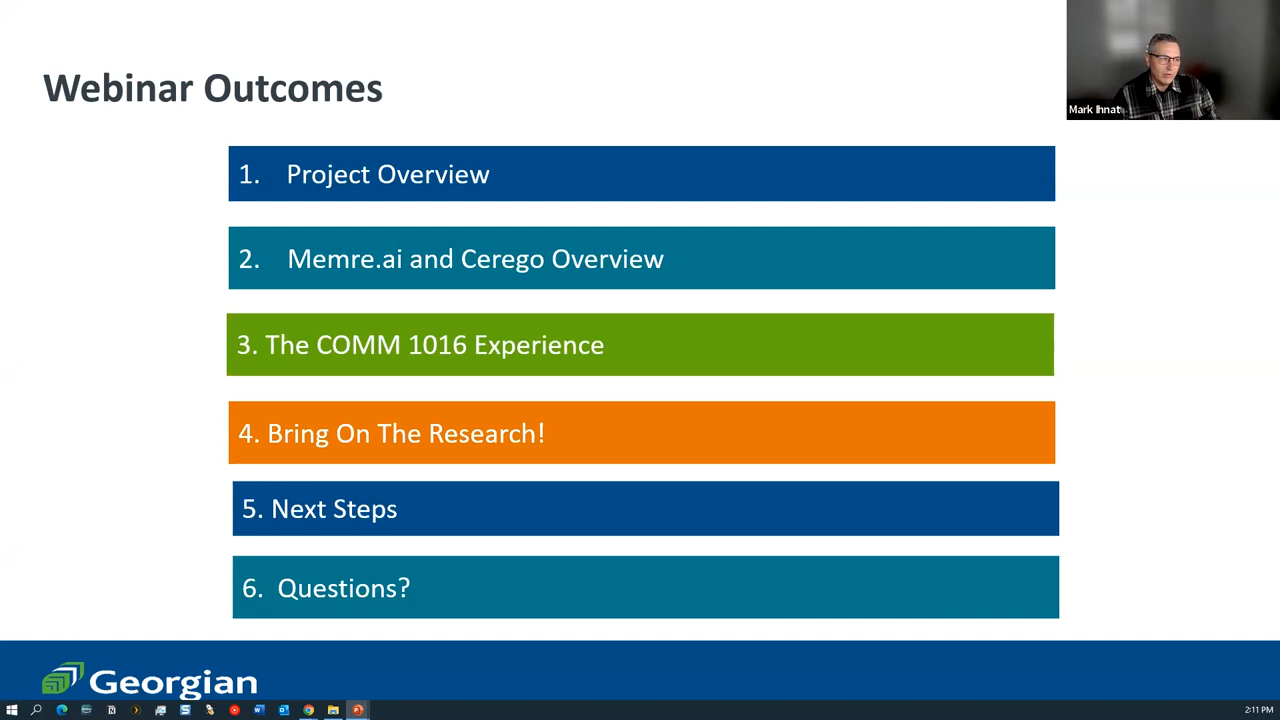 Webinar Outcomes
Mark Ihnat
1. Project Overview
2. Memre.ai and Cerego Overview
3. The COMM 1016 Experience
4. Bring On The Research!
5. Next Steps
6. Questions?
Georgian
2:11 PM